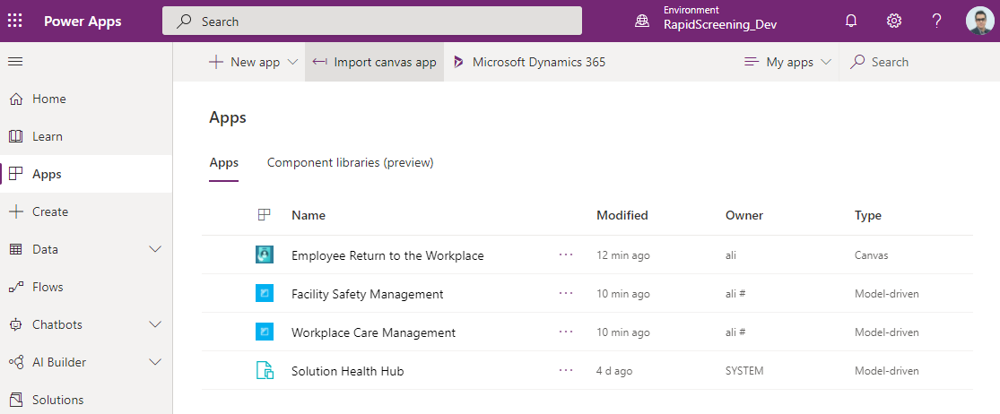 Power Apps
Search
Environment
RapidScreening_Dev
?
New app
Import canvas app
Microsoft Dynamics 365
My apps
Search
Home
Learn
Apps
Create
Data
Flows
Chatbots
AI Builder
Solutions
Apps
Apps
Component libraries (preview)
Name Modified Owner Type
Employee Return to the Workplace ... 12 min ago ali Canvas
Facility Safety Management ... 10 min ago ali # Model-driven
Workplace Care Management ... 10 min ago ali # Model-driven
Solution Health Hub ... 4 d ago SYSTEM Model-driven